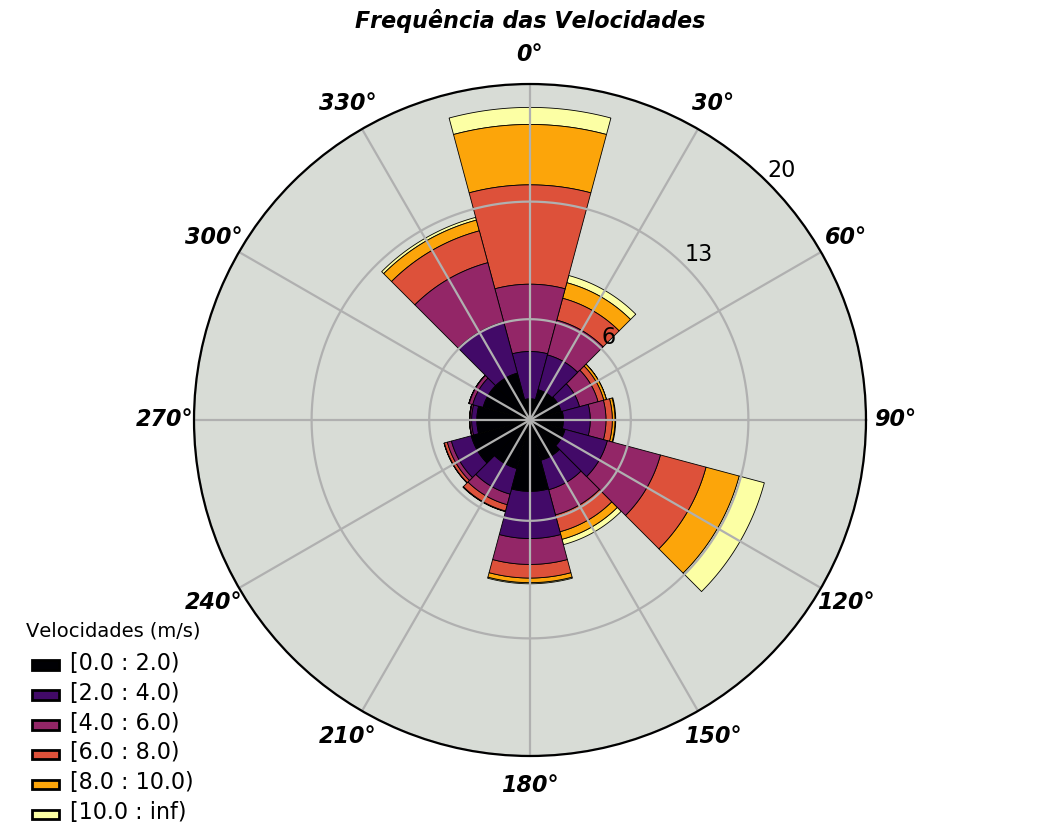 Frequência das Velocidades
0°
330°
30°
20
300°
60°
13
6
270°
90°
240°
120°
210°
150°
180°
Velocidades (m/s)
[0.0 : 2.0)
[2.0 : 4.0)
[4.0 : 6.0)
[6.0 : 8.0)
[8.0 : 10.0)
[10.0 : inf)